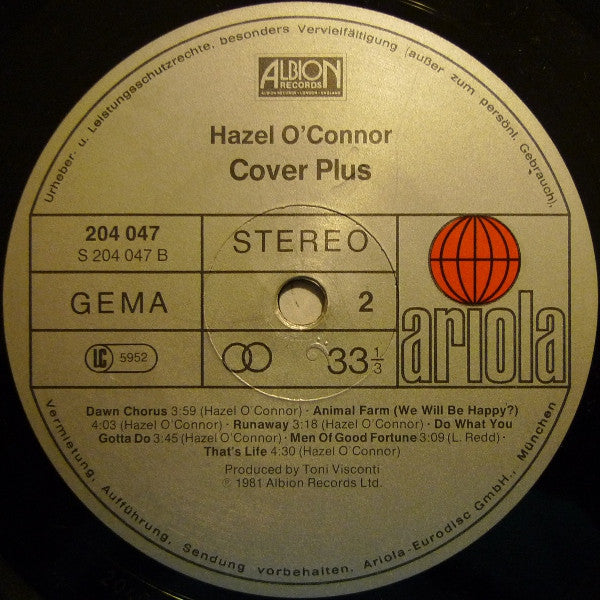 Urheber- u. Leistungsschutzrechte, besonders Vervielfältigung (außer zum persönl. Gebrauch),
ALBION
RECORDS
ALBION RECORDS · LONDON · ENGLAND
Hazel O'Connor
Cover Plus
204 047
S 204 047 B
STEREO
GEMA
2
ariola
LC 5952
33 1/3
Dawn Chorus 3:59 (Hazel O'Connor) · Animal Farm (We Will Be Happy?)
4:03 (Hazel O'Connor) · Runaway 3:18 (Hazel O'Connor) · Do What You
Gotta Do 3:45 (Hazel O'Connor) · Men Of Good Fortune 3:09 (L. Redd) ·
That's Life 4:30 (Hazel O'Connor)
Produced by Toni Visconti
℗ 1981 Albion Records Ltd.
Vermietung, Aufführung, Sendung vorbehalten. Ariola-Eurodisc GmbH., München